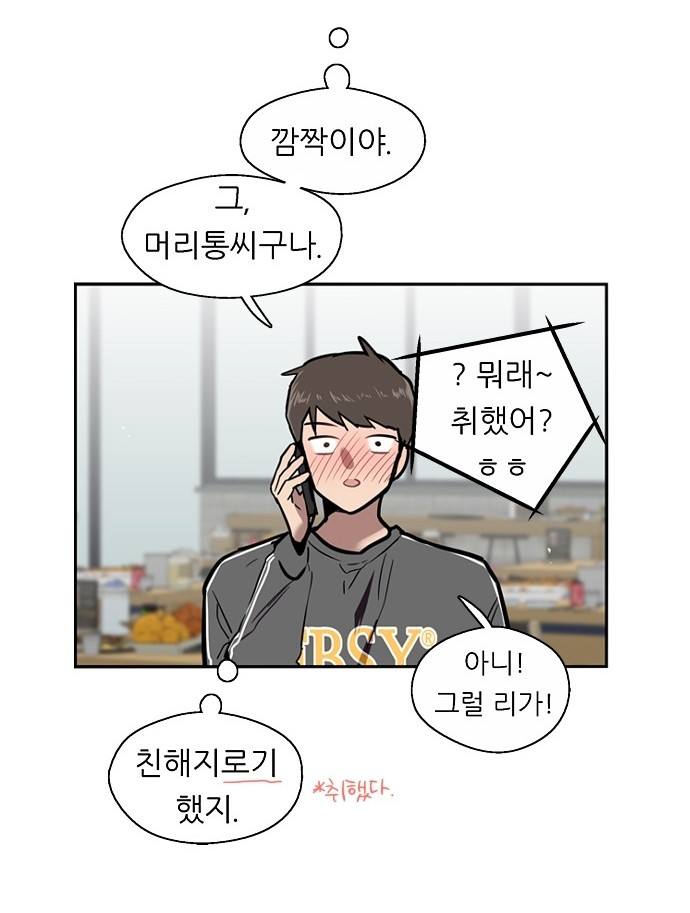 깜짝이야.
그,
머리통씨구나.
? 뭐래~
취했어?
ㅎㅎ
EBSY®
아니!
그럴 리가!
친해지로기
했지.
*취했다.